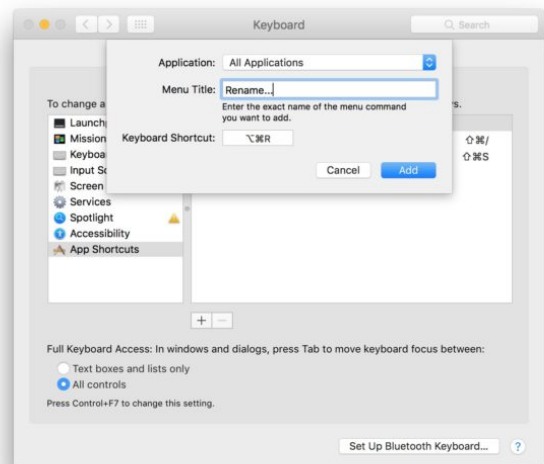 Keyboard
Search
Application: All Applications
Menu Title: Rename...
Enter the exact name of the menu command
you want to add.
Keyboard Shortcut: ⌥⌘R
Cancel Add
To change a
Launch
Mission
Keyboa
Input So
Screen
Services
Spotlight
Accessibility
App Shortcuts
⇧⌘/
⇧⌘S
+ −
Full Keyboard Access: In windows and dialogs, press Tab to move keyboard focus between:
Text boxes and lists only
All controls
Press Control+F7 to change this setting.
Set Up Bluetooth Keyboard... ?